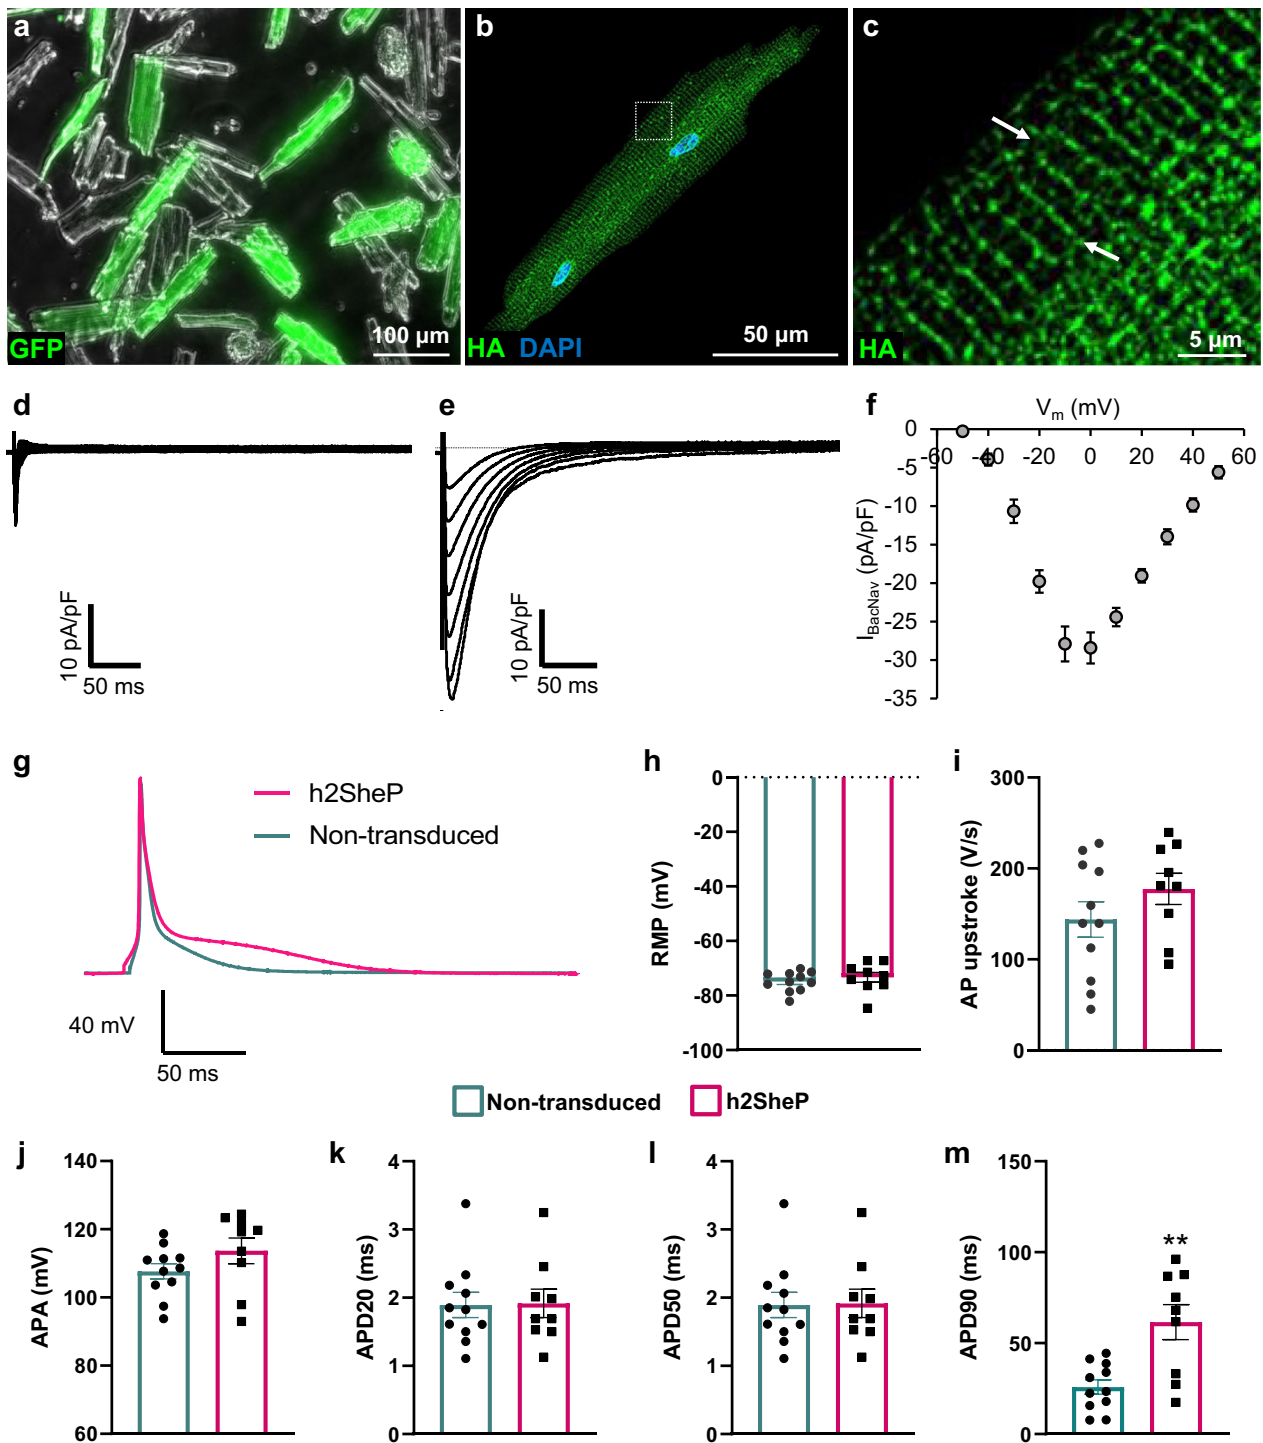 a
GFP
100 µm
b
HA DAPI
50 µm
c
HA
5 µm
d
10 pA/pF
50 ms
e
10 pA/pF
50 ms
f
Vm (mV)
-60 -40 -20 0 20 40 60
0
-5
-10
-15
-20
-25
-30
-35
IBacNav (pA/pF)
g
h2SheP
Non-transduced
40 mV
50 ms
h
RMP (mV)
0
-20
-40
-60
-80
-100
i
AP upstroke (V/s)
300
200
100
0
Non-transduced
h2SheP
j
APA (mV)
140
120
100
80
60
k
APD20 (ms)
4
3
2
1
0
l
APD50 (ms)
4
3
2
1
0
m
APD90 (ms)
150
100
50
0
**